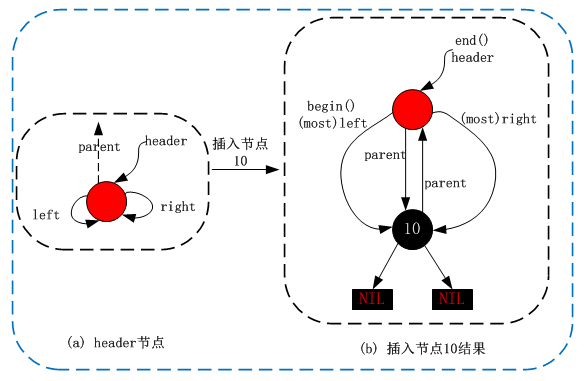 parent
header
left
right
(a) header节点
插入节点
10
end()
header
begin()
(most)left
(most)right
parent
parent
10
NIL
NIL
(b) 插入节点10结果